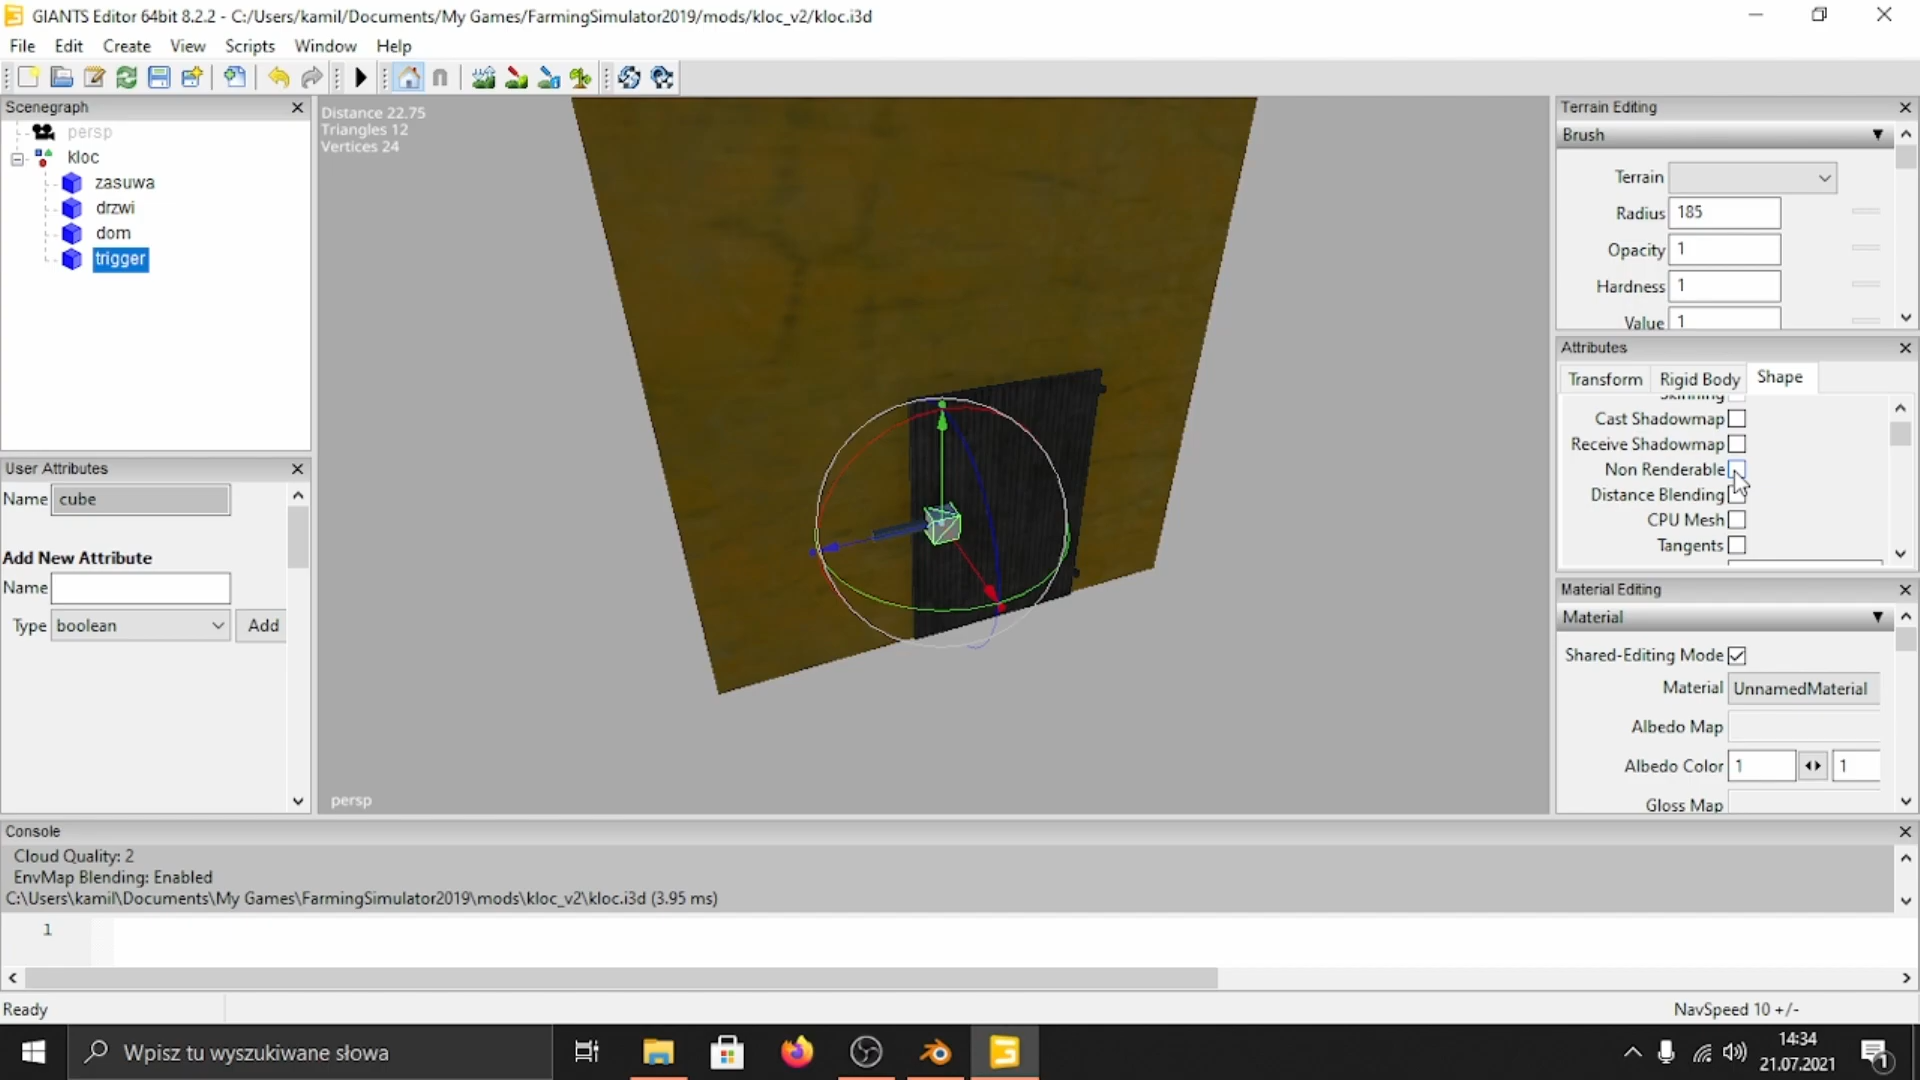 GIANTS Editor 64bit 8.2.2 - C:/Users/kamil/Documents/My Games/FarmingSimulator2019/mods/kloc_v2/kloc.i3d
File Edit Create View Scripts Window Help
Scenegraph
persp
kloc
zasuwa
drzwi
dom
trigger
User Attributes
Name cube
Add New Attribute
Name
Type boolean Add
Distance 22.75
Triangles 12
Vertices 24
persp
Terrain Editing
Brush
Terrain
Radius 185
Opacity 1
Hardness 1
Value 1
Attributes
Transform Rigid Body Shape
Skinning
Cast Shadowmap
Receive Shadowmap
Non Renderable
Distance Blending
CPU Mesh
Tangents
Material Editing
Material
Shared-Editing Mode
Material UnnamedMaterial
Albedo Map
Albedo Color 1 1
Gloss Map
Console
Cloud Quality: 2
EnvMap Blending: Enabled
C:\Users\kamil\Documents\My Games\FarmingSimulator2019\mods\kloc_v2\kloc.i3d (3.95 ms)
1
Ready
NavSpeed 10 +/-
Wpisz tu wyszukiwane słowa
14:34
21.07.2021
1